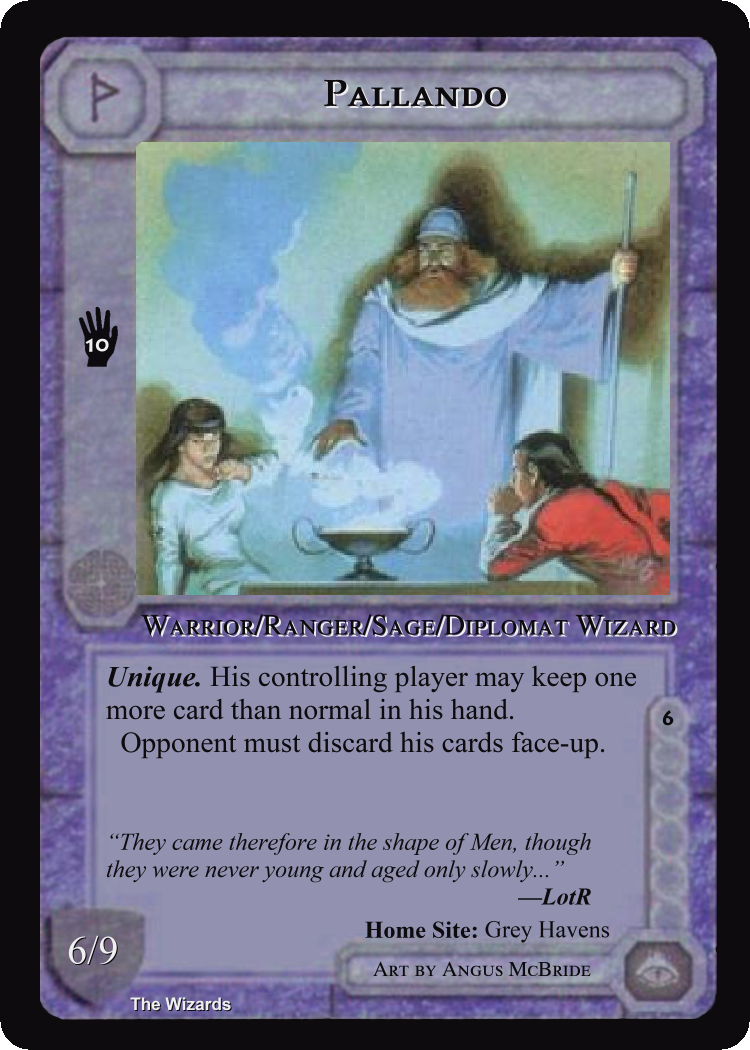 ᚹ
PALLANDO
10
WARRIOR/RANGER/SAGE/DIPLOMAT WIZARD
Unique. His controlling player may keep one
more card than normal in his hand.
Opponent must discard his cards face-up.
6
“They came therefore in the shape of Men, though
they were never young and aged only slowly...”
—LotR
Home Site: Grey Havens
6/9
ART BY ANGUS MCBRIDE
The Wizards